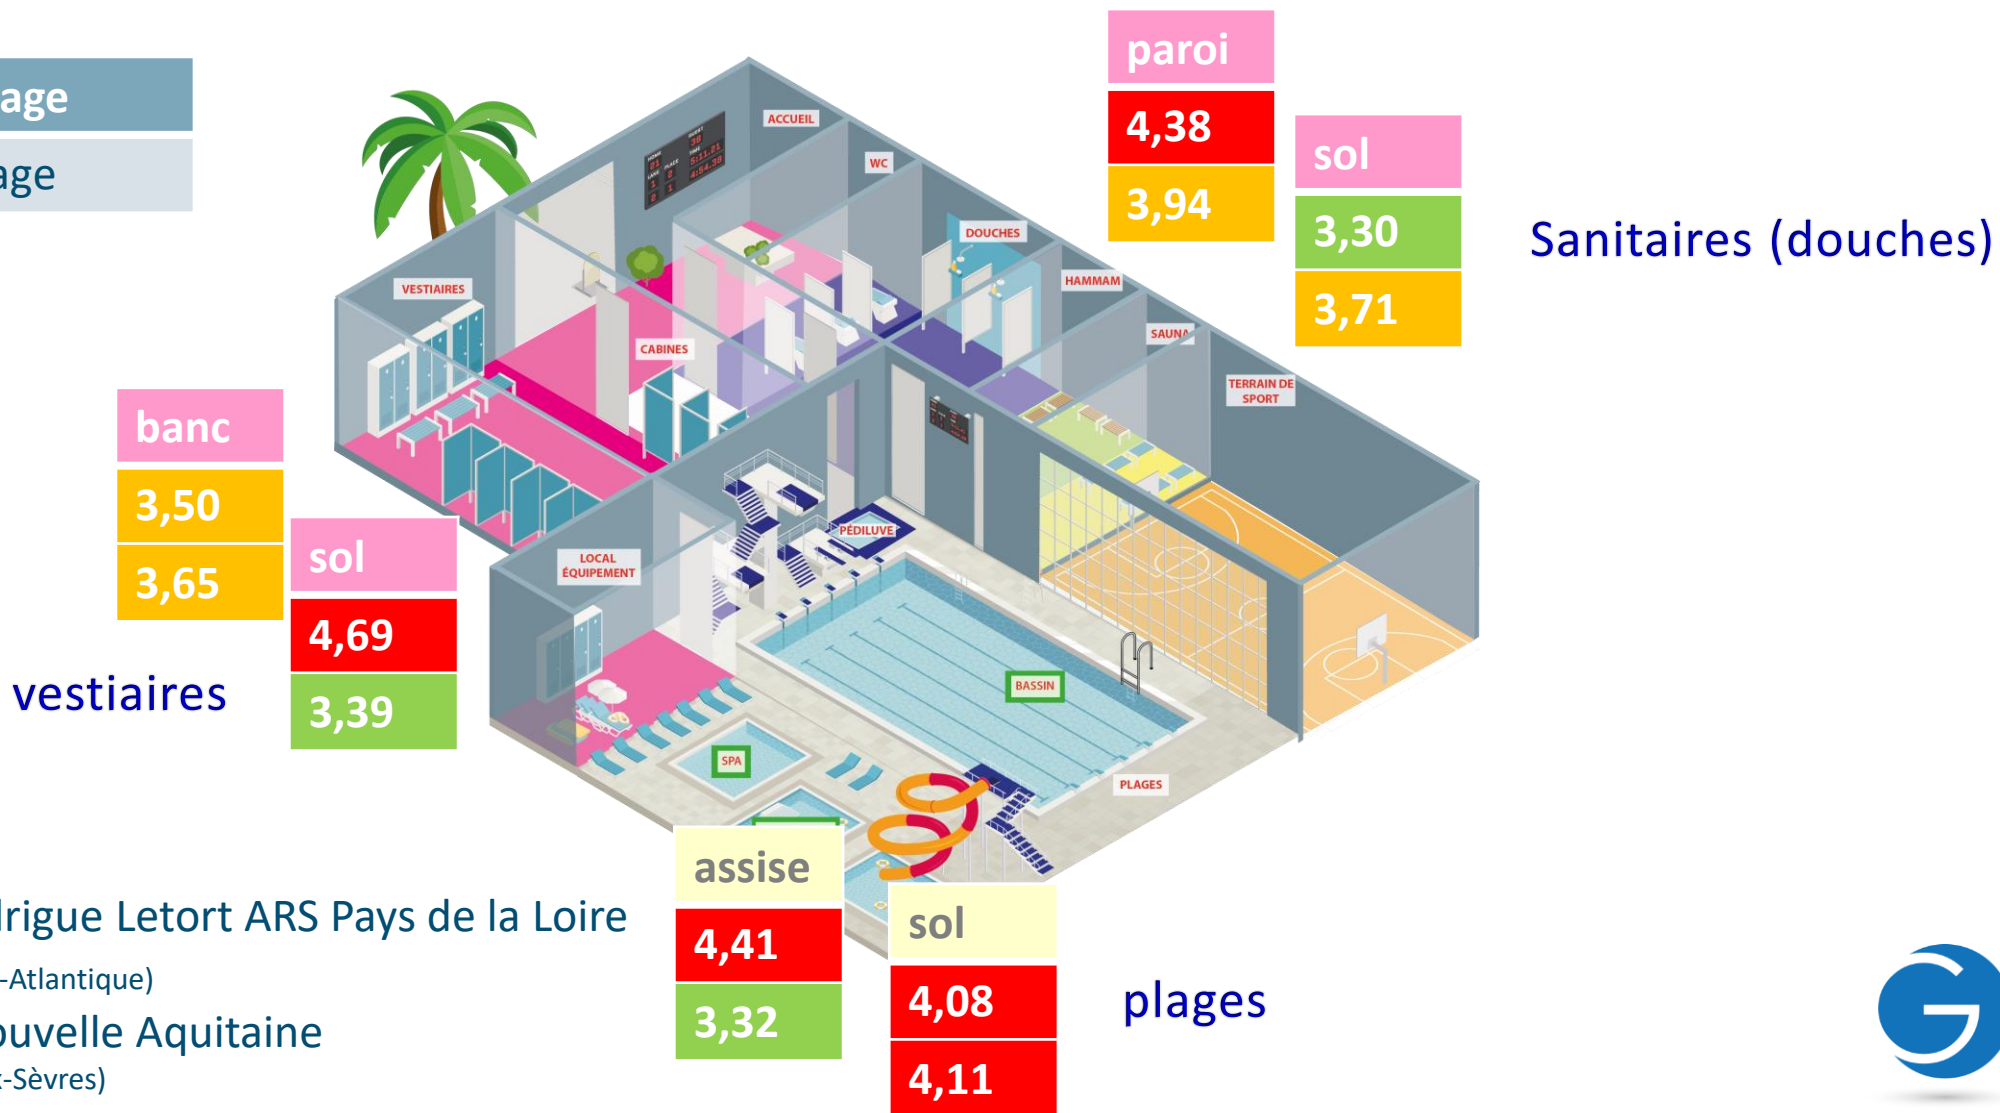 age
age
paroi
4,38
3,94
sol
3,30
3,71
Sanitaires (douches)
ACCUEIL
WC
DOUCHES
HAMMAM
SAUNA
TERRAIN DE
SPORT
VESTIAIRES
CABINES
banc
3,50
3,65
sol
4,69
3,39
vestiaires
LOCAL
ÉQUIPEMENT
PÉDILUVE
BASSIN
SPA
PLAGES
assise
4,41
3,32
sol
4,08
4,11
plages
drigue Letort ARS Pays de la Loire
-Atlantique)
ouvelle Aquitaine
x-Sèvres)